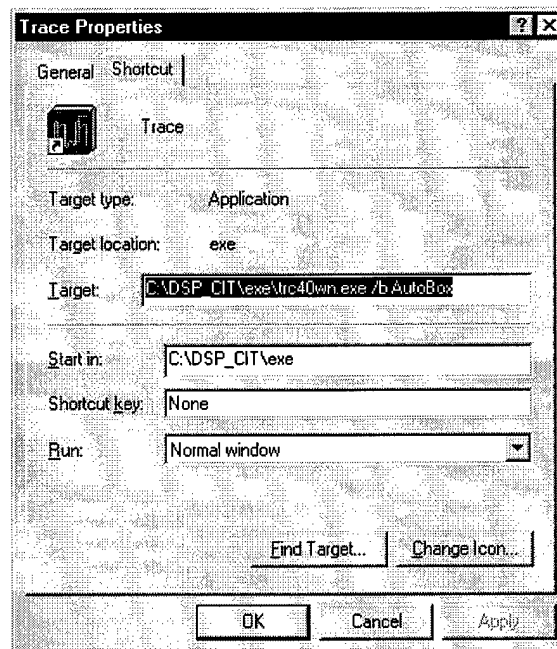 Trace Properties ? X
General Shortcut
Trace
Target type: Application
Target location: exe
Target: C:\DSP_CIT\exe\trc40wn.exe /b AutoBox
Start in: C:\DSP_CIT\exe
Shortcut key: None
Run: Normal window
Find Target... Change Icon...
OK Cancel Apply